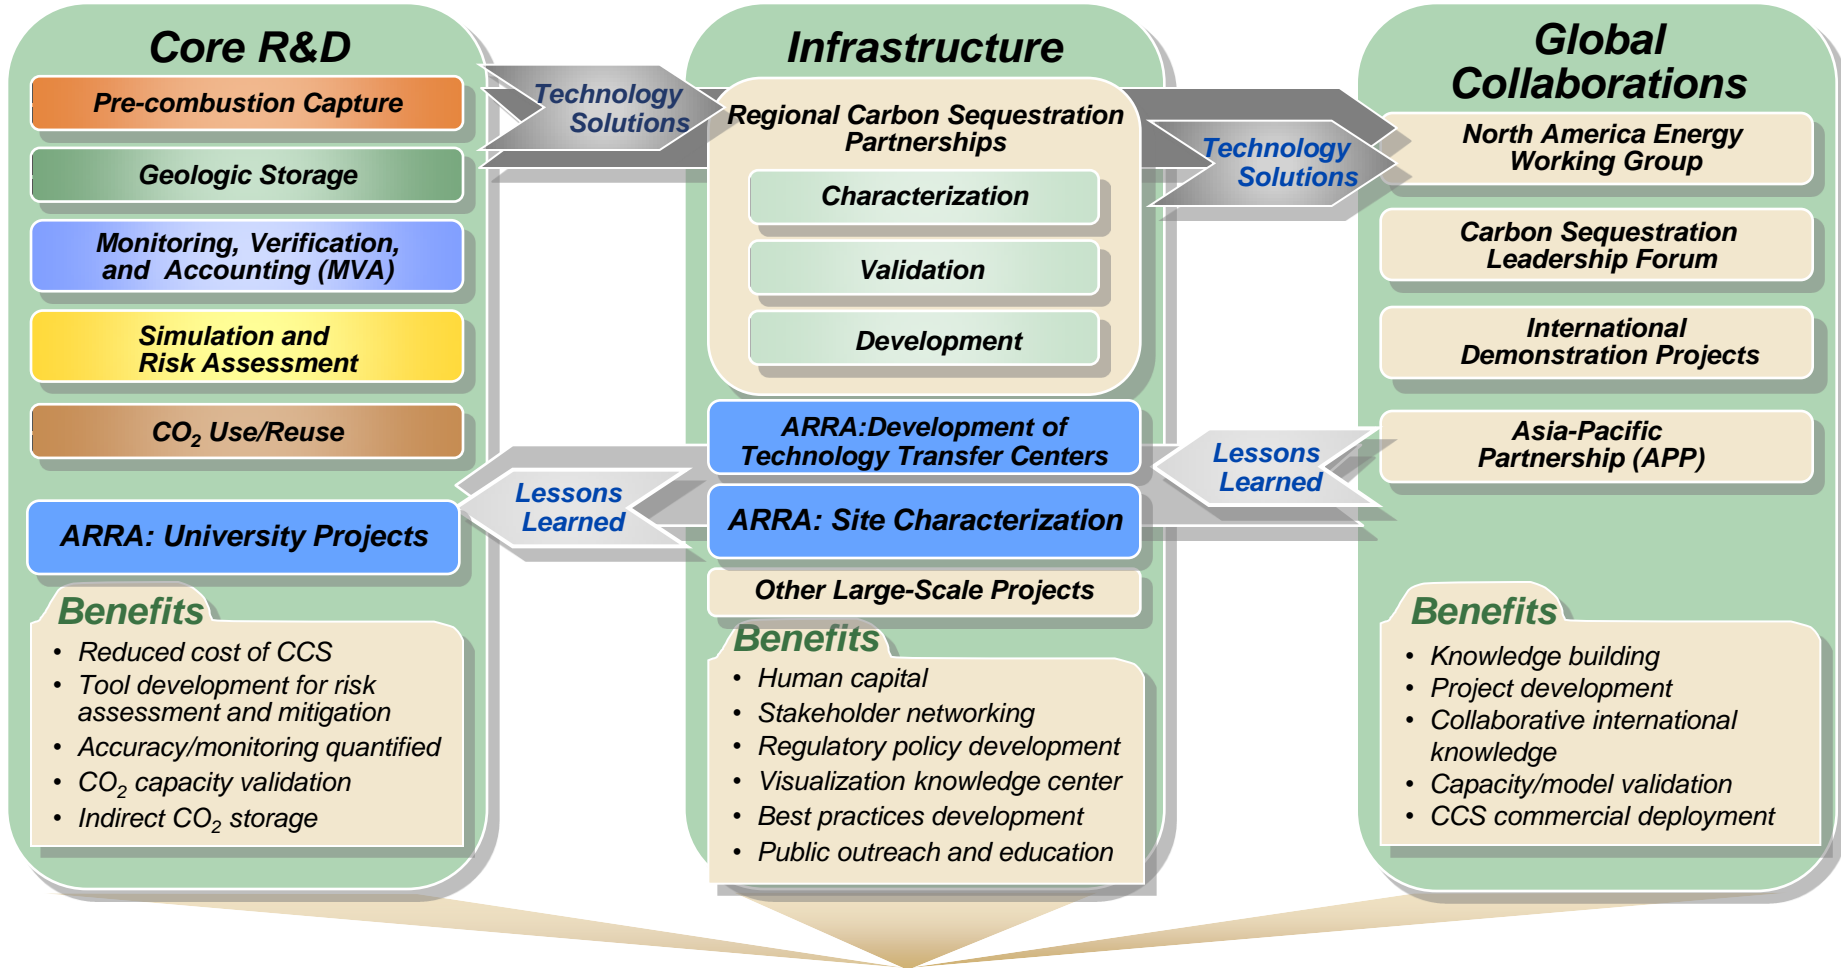 Core R&D
Pre-combustion Capture
Geologic Storage
Monitoring, Verification,
and Accounting (MVA)
Simulation and
Risk Assessment
CO2 Use/Reuse
ARRA: University Projects
Benefits
• Reduced cost of CCS
• Tool development for risk
assessment and mitigation
• Accuracy/monitoring quantified
• CO2 capacity validation
• Indirect CO2 storage
Technology
Solutions
Lessons
Learned
Infrastructure
Regional Carbon Sequestration
Partnerships
Characterization
Validation
Development
ARRA:Development of
Technology Transfer Centers
ARRA: Site Characterization
Other Large-Scale Projects
Benefits
• Human capital
• Stakeholder networking
• Regulatory policy development
• Visualization knowledge center
• Best practices development
• Public outreach and education
Technology
Solutions
Lessons
Learned
Global
Collaborations
North America Energy
Working Group
Carbon Sequestration
Leadership Forum
International
Demonstration Projects
Asia-Pacific
Partnership (APP)
Benefits
• Knowledge building
• Project development
• Collaborative international
knowledge
• Capacity/model validation
• CCS commercial deployment